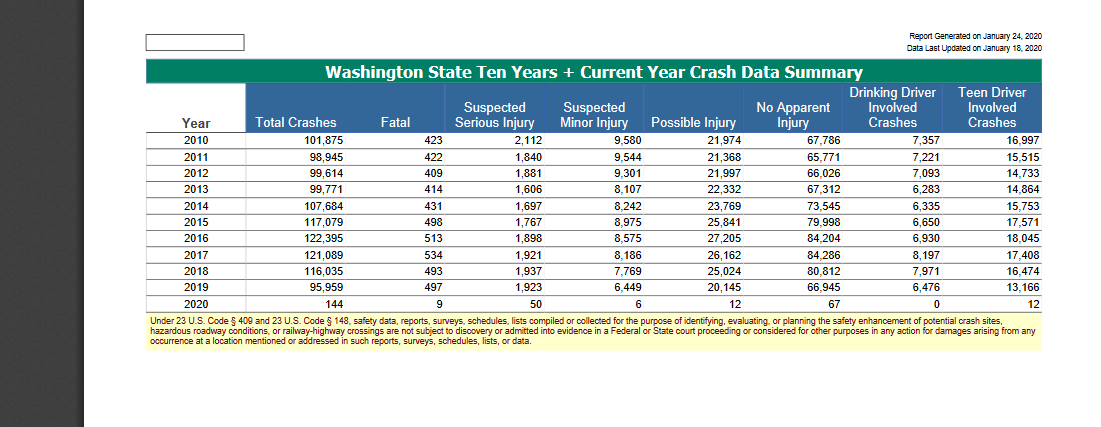 Report Generated on January 24, 2020
Data Last Updated on January 18, 2020
Washington State Ten Years + Current Year Crash Data Summary
Year Total Crashes Fatal Suspected Serious Injury Suspected Minor Injury Possible Injury No Apparent Injury Drinking Driver Involved Crashes Teen Driver Involved Crashes
2010 101,875 423 2,112 9,580 21,974 67,786 7,357 16,997
2011 98,945 422 1,840 9,544 21,368 65,771 7,221 15,515
2012 99,614 409 1,881 9,301 21,997 66,026 7,093 14,733
2013 99,771 414 1,606 8,107 22,332 67,312 6,283 14,864
2014 107,684 431 1,697 8,242 23,769 73,545 6,335 15,753
2015 117,079 498 1,767 8,975 25,841 79,998 6,650 17,571
2016 122,395 513 1,898 8,575 27,205 84,204 6,930 18,045
2017 121,089 534 1,921 8,186 26,162 84,286 8,197 17,408
2018 116,035 493 1,937 7,769 25,024 80,812 7,971 16,474
2019 95,959 497 1,923 6,449 20,145 66,945 6,476 13,166
2020 144 9 50 6 12 67 0 12
Under 23 U.S. Code § 409 and 23 U.S. Code § 148, safety data, reports, surveys, schedules, lists compiled or collected for the purpose of identifying, evaluating, or planning the safety enhancement of potential crash sites,
hazardous roadway conditions, or railway-highway crossings are not subject to discovery or admitted into evidence in a Federal or State court proceeding or considered for other purposes in any action for damages arising from any
occurrence at a location mentioned or addressed in such reports, surveys, schedules, lists, or data.